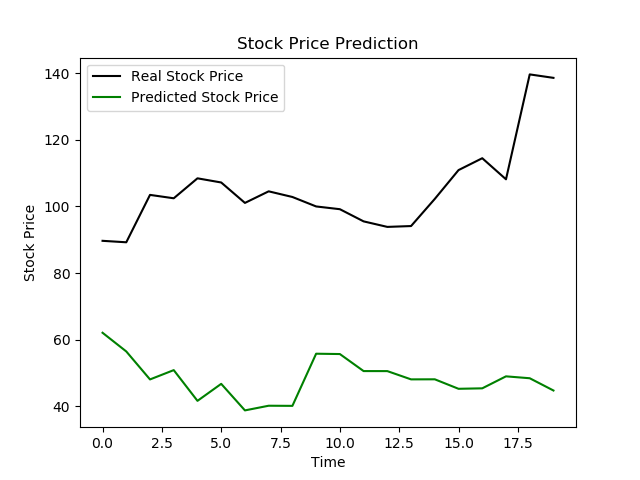 Stock Price Prediction
Real Stock Price
Predicted Stock Price
140
120
100
80
60
40
Stock Price
0.0 2.5 5.0 7.5 10.0 12.5 15.0 17.5
Time